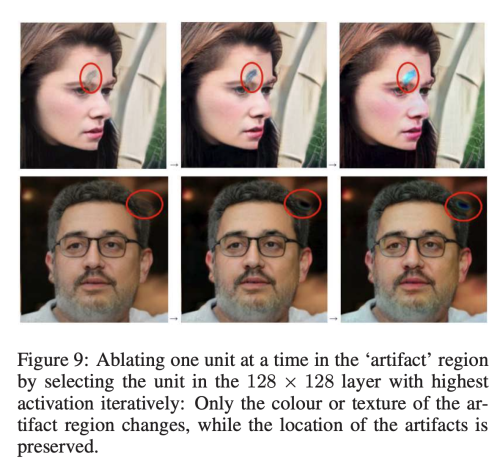 Figure 9: Ablating one unit at a time in the ‘artifact’ region
by selecting the unit in the 128 × 128 layer with highest
activation iteratively: Only the colour or texture of the ar-
tifact region changes, while the location of the artifacts is
preserved.